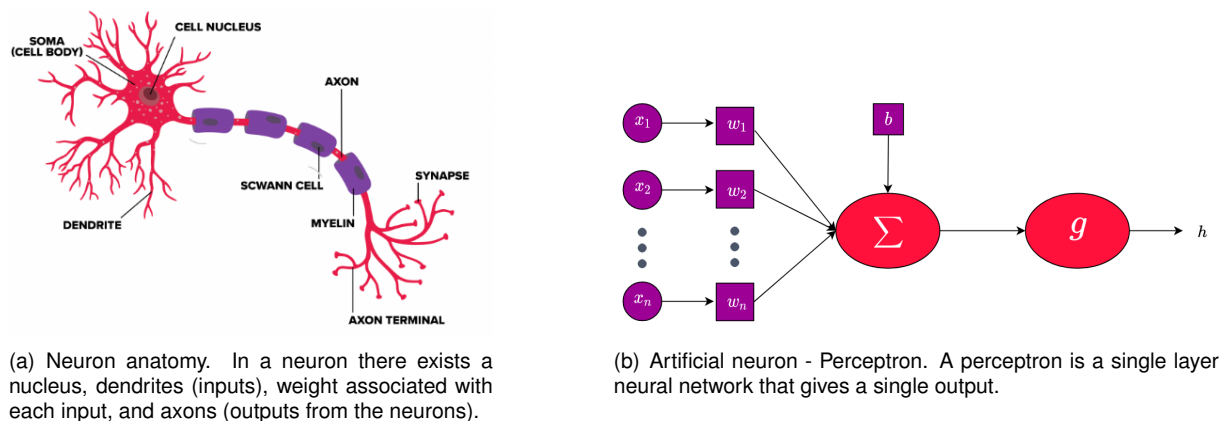 CELL NUCLEUS
SOMA
(CELL BODY)
AXON
SCWANN CELL
SYNAPSE
DENDRITE
MYELIN
AXON TERMINAL
(a) Neuron anatomy. In a neuron there exists a
nucleus, dendrites (inputs), weight associated with
each input, and axons (outputs from the neurons).
x₁
w₁
b
x₂
w₂
∑
g
h
xₙ
wₙ
(b) Artificial neuron - Perceptron. A perceptron is a single layer
neural network that gives a single output.